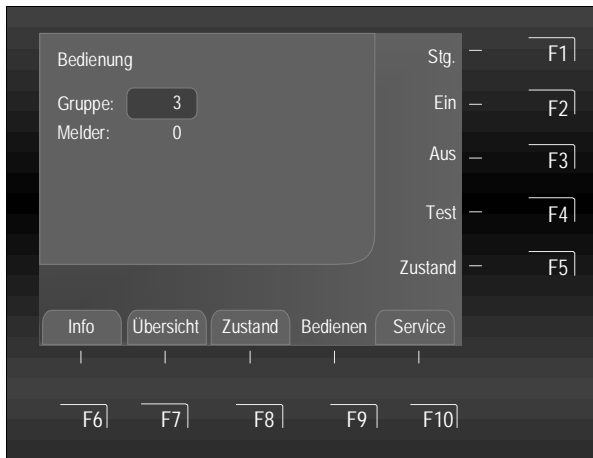 Bedienung
Gruppe: 3
Melder: 0
Stg. F1
Ein F2
Aus F3
Test F4
Zustand F5
Info Übersicht Zustand Bedienen Service
F6 F7 F8 F9 F10